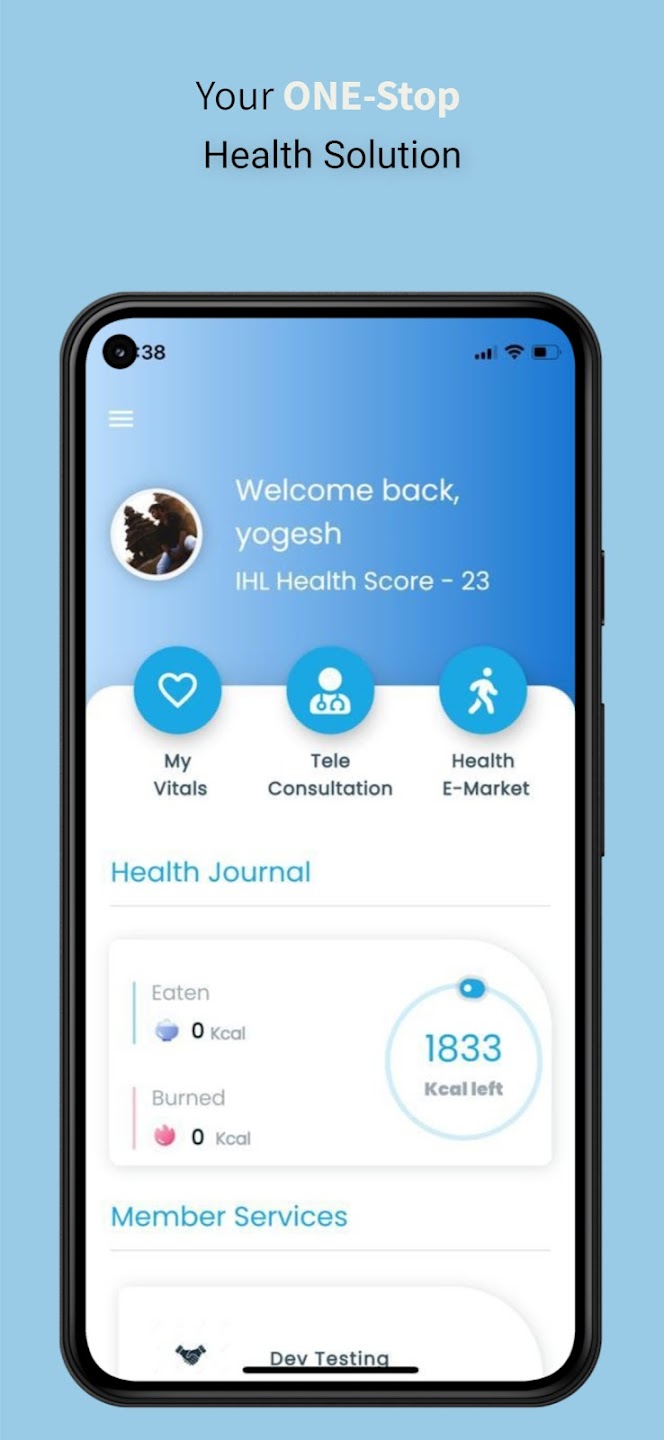 Your ONE-Stop
Health Solution
:38
Welcome back,
yogesh
IHL Health Score - 23
My
Vitals
Tele
Consultation
Health
E-Market
Health Journal
Eaten
0 Kcal
1833
Kcal left
Burned
0 Kcal
Member Services
Dev Testing